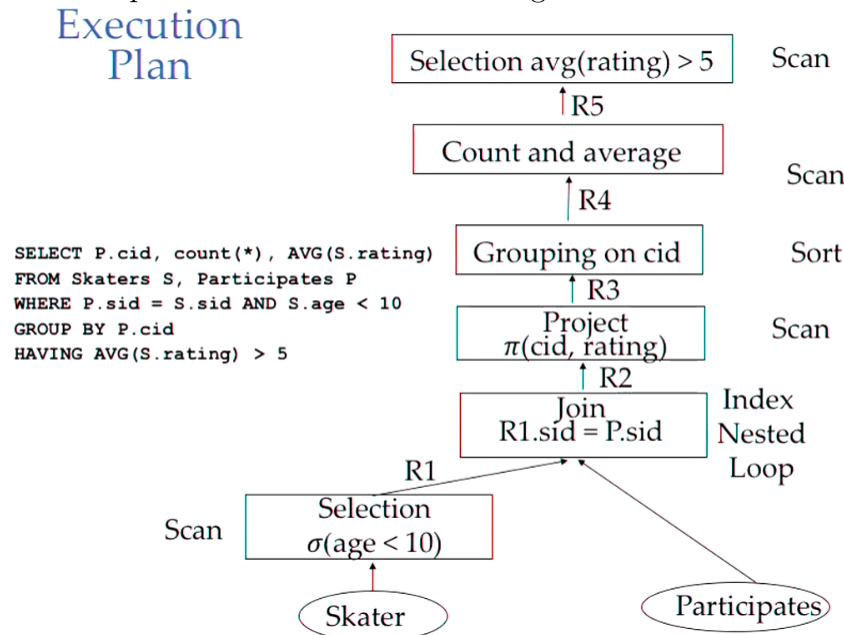 Execution
Plan
Selection avg(rating) > 5
Scan
R5
Count and average
Scan
R4
SELECT P.cid, count(*), AVG(S.rating)
FROM Skaters S, Participates P
WHERE P.sid = S.sid AND S.age < 10
GROUP BY P.cid
HAVING AVG(S.rating) > 5
Grouping on cid
Sort
R3
Project
π(cid, rating)
Scan
R2
Join
R1.sid = P.sid
Index
Nested
Loop
R1
Scan
Selection
σ(age < 10)
Skater
Participates